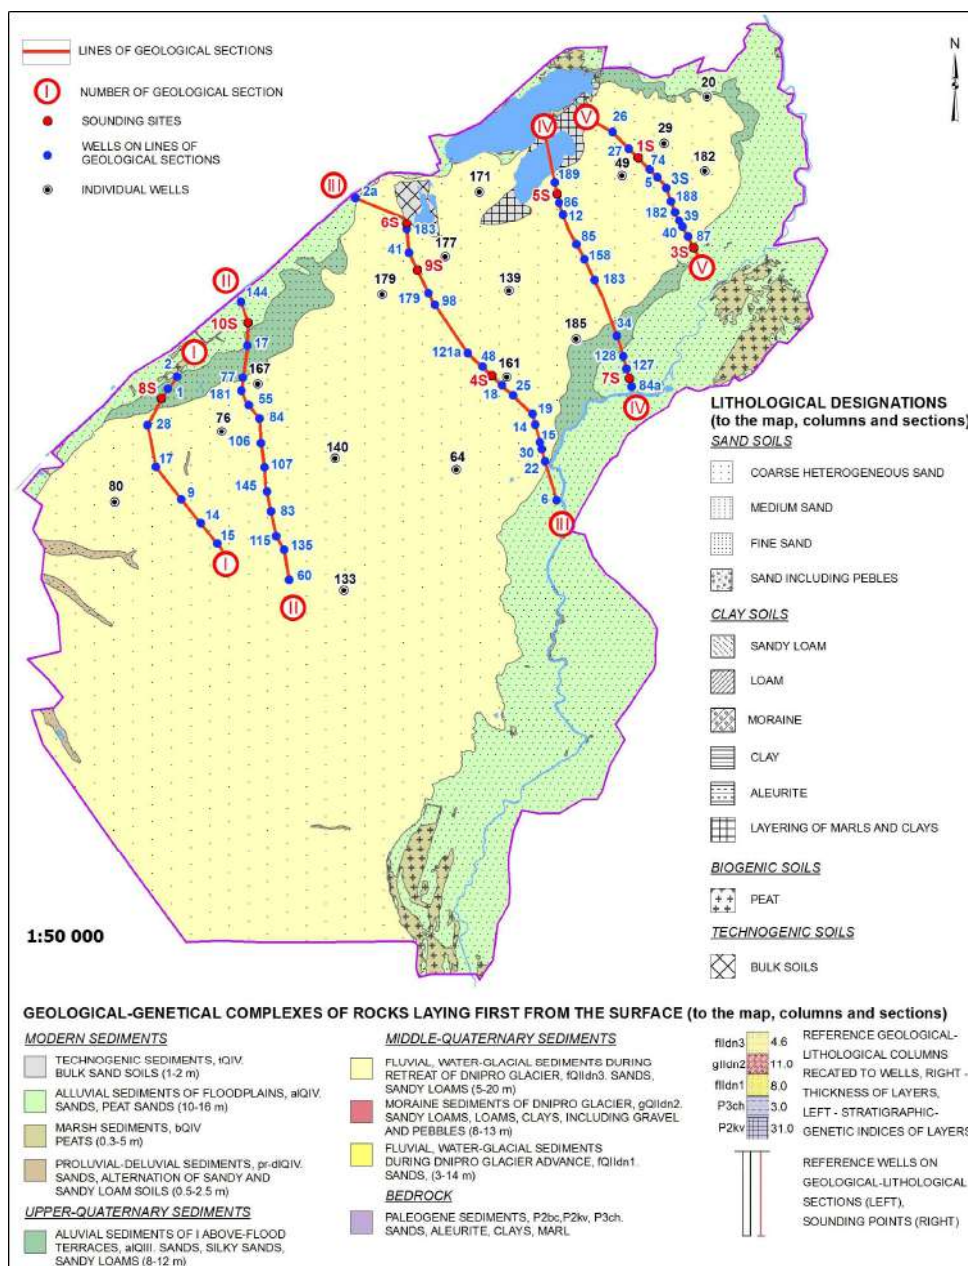 LINES OF GEOLOGICAL SECTIONS
I NUMBER OF GEOLOGICAL SECTION
SOUNDING SITES
WELLS ON LINES OF
GEOLOGICAL SECTIONS
INDIVIDUAL WELLS
N
20
V
26
IV
29
27
1S
49
74
182
5
3S
189
171
III
2a
5S
86
188
12
182
39
6S
183
40
87
85
3S
41
177
158
V
9S
II
179
139
183
144
179
98
10S
185
34
I
17
121a
48
128
127
2
161
7S
84a
8S
1
77
167
4S
25
IV
181
55
18
28
76
84
19
14
106
15
140
64
30
17
107
22
80
9
145
6
14
83
III
15
115
135
I
60
133
II
LITHOLOGICAL DESIGNATIONS
(to the map, columns and sections)
SAND SOILS
COARSE HETEROGENEOUS SAND
MEDIUM SAND
FINE SAND
SAND INCLUDING PEBLES
CLAY SOILS
SANDY LOAM
LOAM
MORAINE
CLAY
ALEURITE
LAYERING OF MARLS AND CLAYS
BIOGENIC SOILS
PEAT
TECHNOGENIC SOILS
BULK SOILS
1:50 000
GEOLOGICAL-GENETICAL COMPLEXES OF ROCKS LAYING FIRST FROM THE SURFACE (to the map, columns and sections)
MODERN SEDIMENTS
TECHNOGENIC SEDIMENTS, tQIV.
BULK SAND SOILS (1-2 m)
ALLUVIAL SEDIMENTS OF FLOODPLAINS, alQIV.
SANDS, PEAT SANDS (10-16 m)
MARSH SEDIMENTS, bQIV
PEATS (0.3-5 m)
PROLUVIAL-DELUVIAL SEDIMENTS, pr-dlQIV.
SANDS, ALTERNATION OF SANDY AND
SANDY LOAM SOILS (0.5-2.5 m)
UPPER-QUATERNARY SEDIMENTS
ALUVIAL SEDIMENTS OF I ABOVE-FLOOD
TERRACES, alQIII. SANDS, SILKY SANDS,
SANDY LOAMS (8-12 m)
MIDDLE-QUATERNARY SEDIMENTS
FLUVIAL, WATER-GLACIAL SEDIMENTS DURING
RETREAT OF DNIPRO GLACIER, fQIIdn3. SANDS,
SANDY LOAMS (5-20 m)
MORAINE SEDIMENTS OF DNIPRO GLACIER, gQIIdn2.
SANDY LOAMS, LOAMS, CLAYS, INCLUDING GRAVEL
AND PEBBLES (8-13 m)
FLUVIAL, WATER-GLACIAL SEDIMENTS
DURING DNIPRO GLACIER ADVANCE, fQIIdn1.
SANDS, (3-14 m)
BEDROCK
PALEOGENE SEDIMENTS, P2bc,P2kv, P3ch.
SANDS, ALEURITE, CLAYS, MARL
fIIdn3 4.6
gIIdn2 11.0
fIIdn1 8.0
P3ch 3.0
P2kv 31.0
REFERENCE GEOLOGICAL-
LITHOLOGICAL COLUMNS
RECATED TO WELLS, RIGHT -
THICKNESS OF LAYERS,
LEFT - STRATIGRAPHIC-
GENETIC INDICES OF LAYERS
REFERENCE WELLS ON
GEOLOGICAL-LITHOLOGICAL
SECTIONS (LEFT),
SOUNDING POINTS (RIGHT)